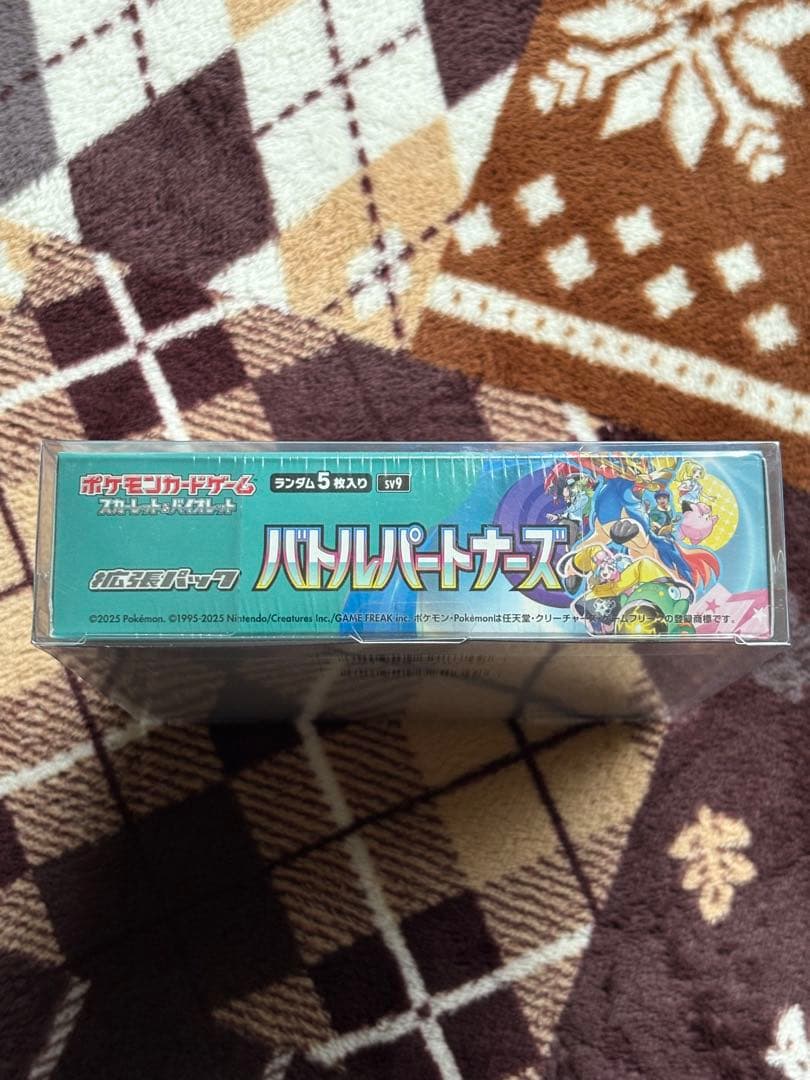 ポケモンカードゲーム
スカーレット&バイオレット
ランダム5枚入り
sv9
拡張パック
バトルパートナーズ
©2025 Pokémon. ©1995-2025 Nintendo/Creatures Inc./GAME FREAK inc. ポケモン・Pokémonは任天堂・クリーチャーズ・ゲームフリークの登録商標です。